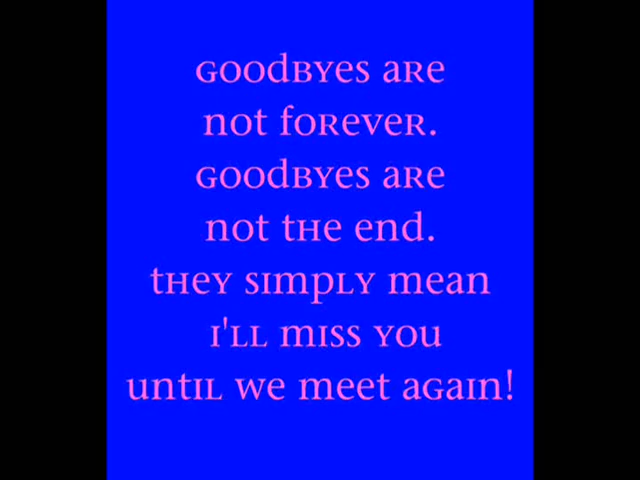 GOODBYES ARE
NOT FOREVER.
GOODBYES ARE
NOT THE END.
THEY SIMPLY MEAN
I'LL MISS YOU
UNTIL WE MEET AGAIN!